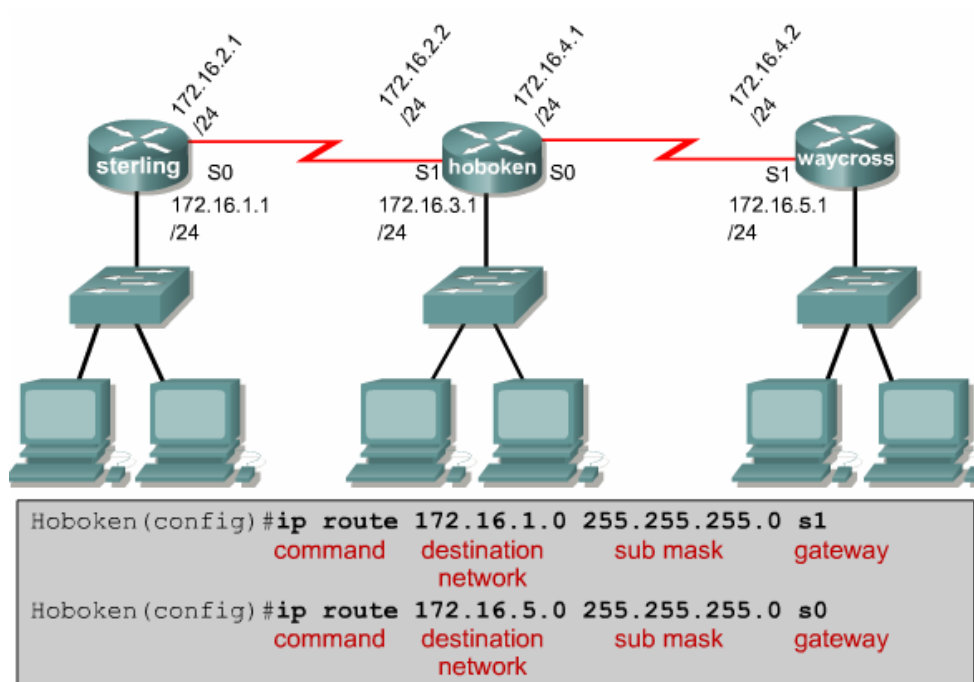 172.16.2.1
/24
172.16.2.2
/24
172.16.4.1
/24
172.16.4.2
/24
sterling
S0
S1
hoboken
S0
S1
waycross
172.16.1.1
/24
172.16.3.1
/24
172.16.5.1
/24
Hoboken(config)#ip route 172.16.1.0 255.255.255.0 s1
command destination sub mask gateway
network
Hoboken(config)#ip route 172.16.5.0 255.255.255.0 s0
command destination sub mask gateway
network